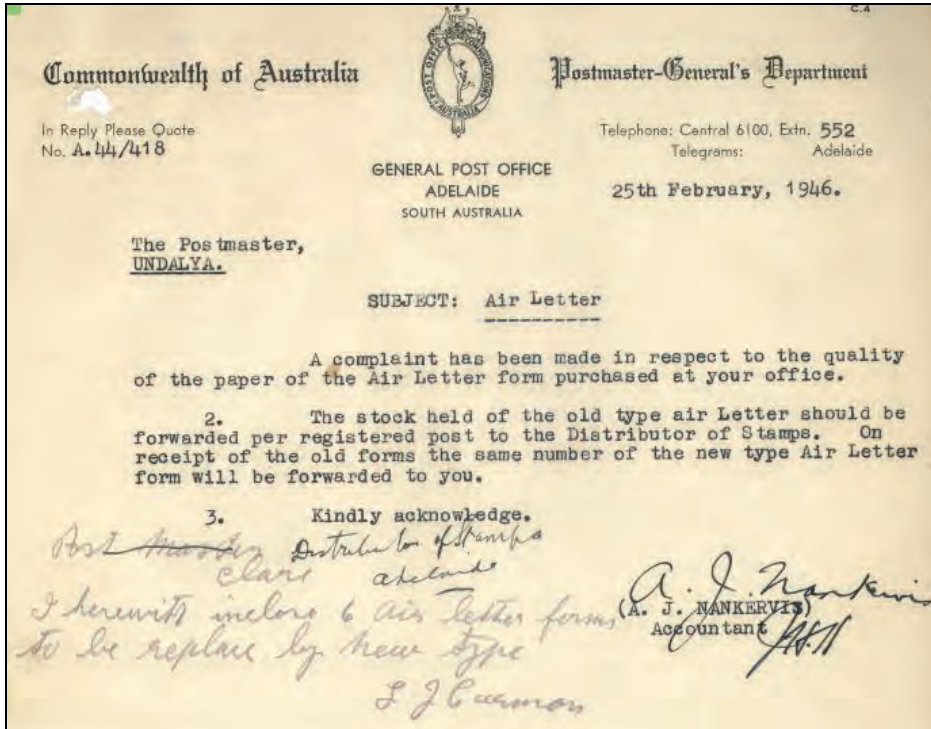 C.4
Commonwealth of Australia
Postmaster-General's Department
POST OFFICE COMMUNICATIONS AUSTRALIA
In Reply Please Quote
No. A.44/418
Telephone: Central 6100, Extn. 552
Telegrams: Adelaide
GENERAL POST OFFICE
ADELAIDE
SOUTH AUSTRALIA
25th February, 1946.
The Postmaster,
UNDALYA.
SUBJECT: Air Letter
A complaint has been made in respect to the quality
of the paper of the Air Letter form purchased at your office.
2. The stock held of the old type air Letter should be
forwarded per registered post to the Distributor of Stamps. On
receipt of the old forms the same number of the new type Air Letter
form will be forwarded to you.
3. Kindly acknowledge.
Post Master Distributor of Stamps
Clare Adelaide
I herewith inclose 6 air letter forms
to be replace by new type
A. J. Nankervis
(A. J. NANKERVIS)
Accountant